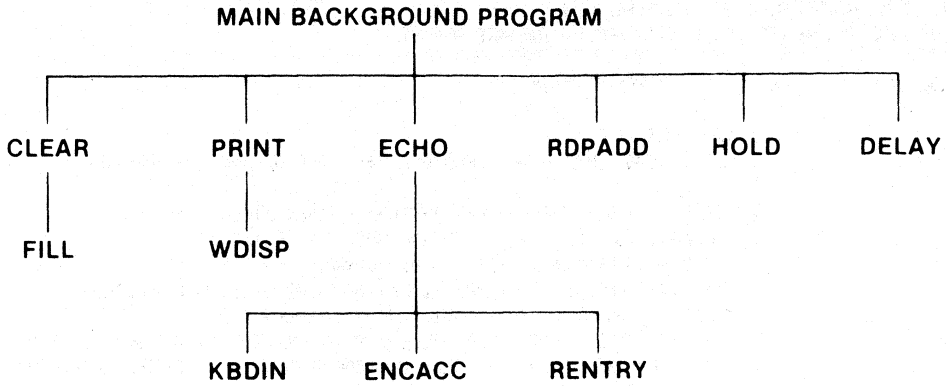 MAIN BACKGROUND PROGRAM
CLEAR PRINT ECHO RDPADD HOLD DELAY
FILL WDISP
KBDIN ENCACC RENTRY